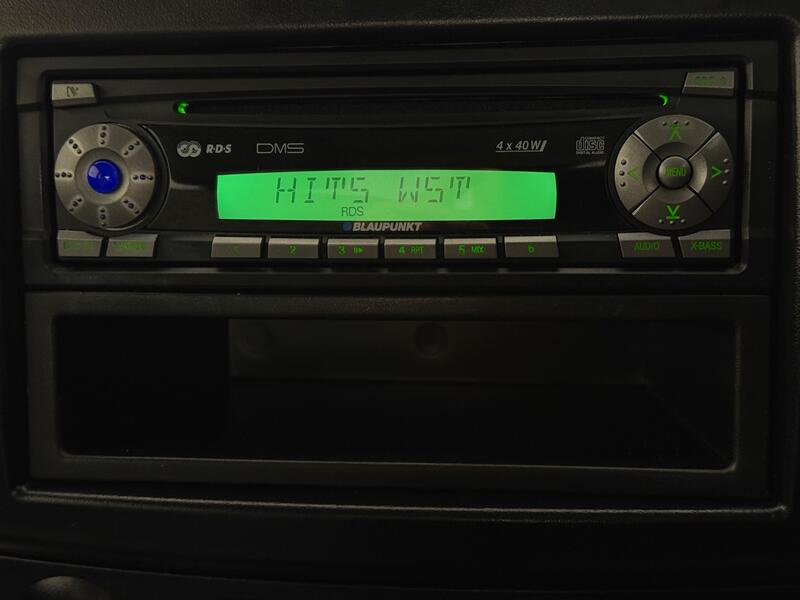 R·D·S DMS 4 x 40W COMPACT disc DIGITAL AUDIO
HITS WST
RDS
MENU
BLAUPUNKT
2 3 4 RPT 5 MIX 6 AUDIO X-BASS